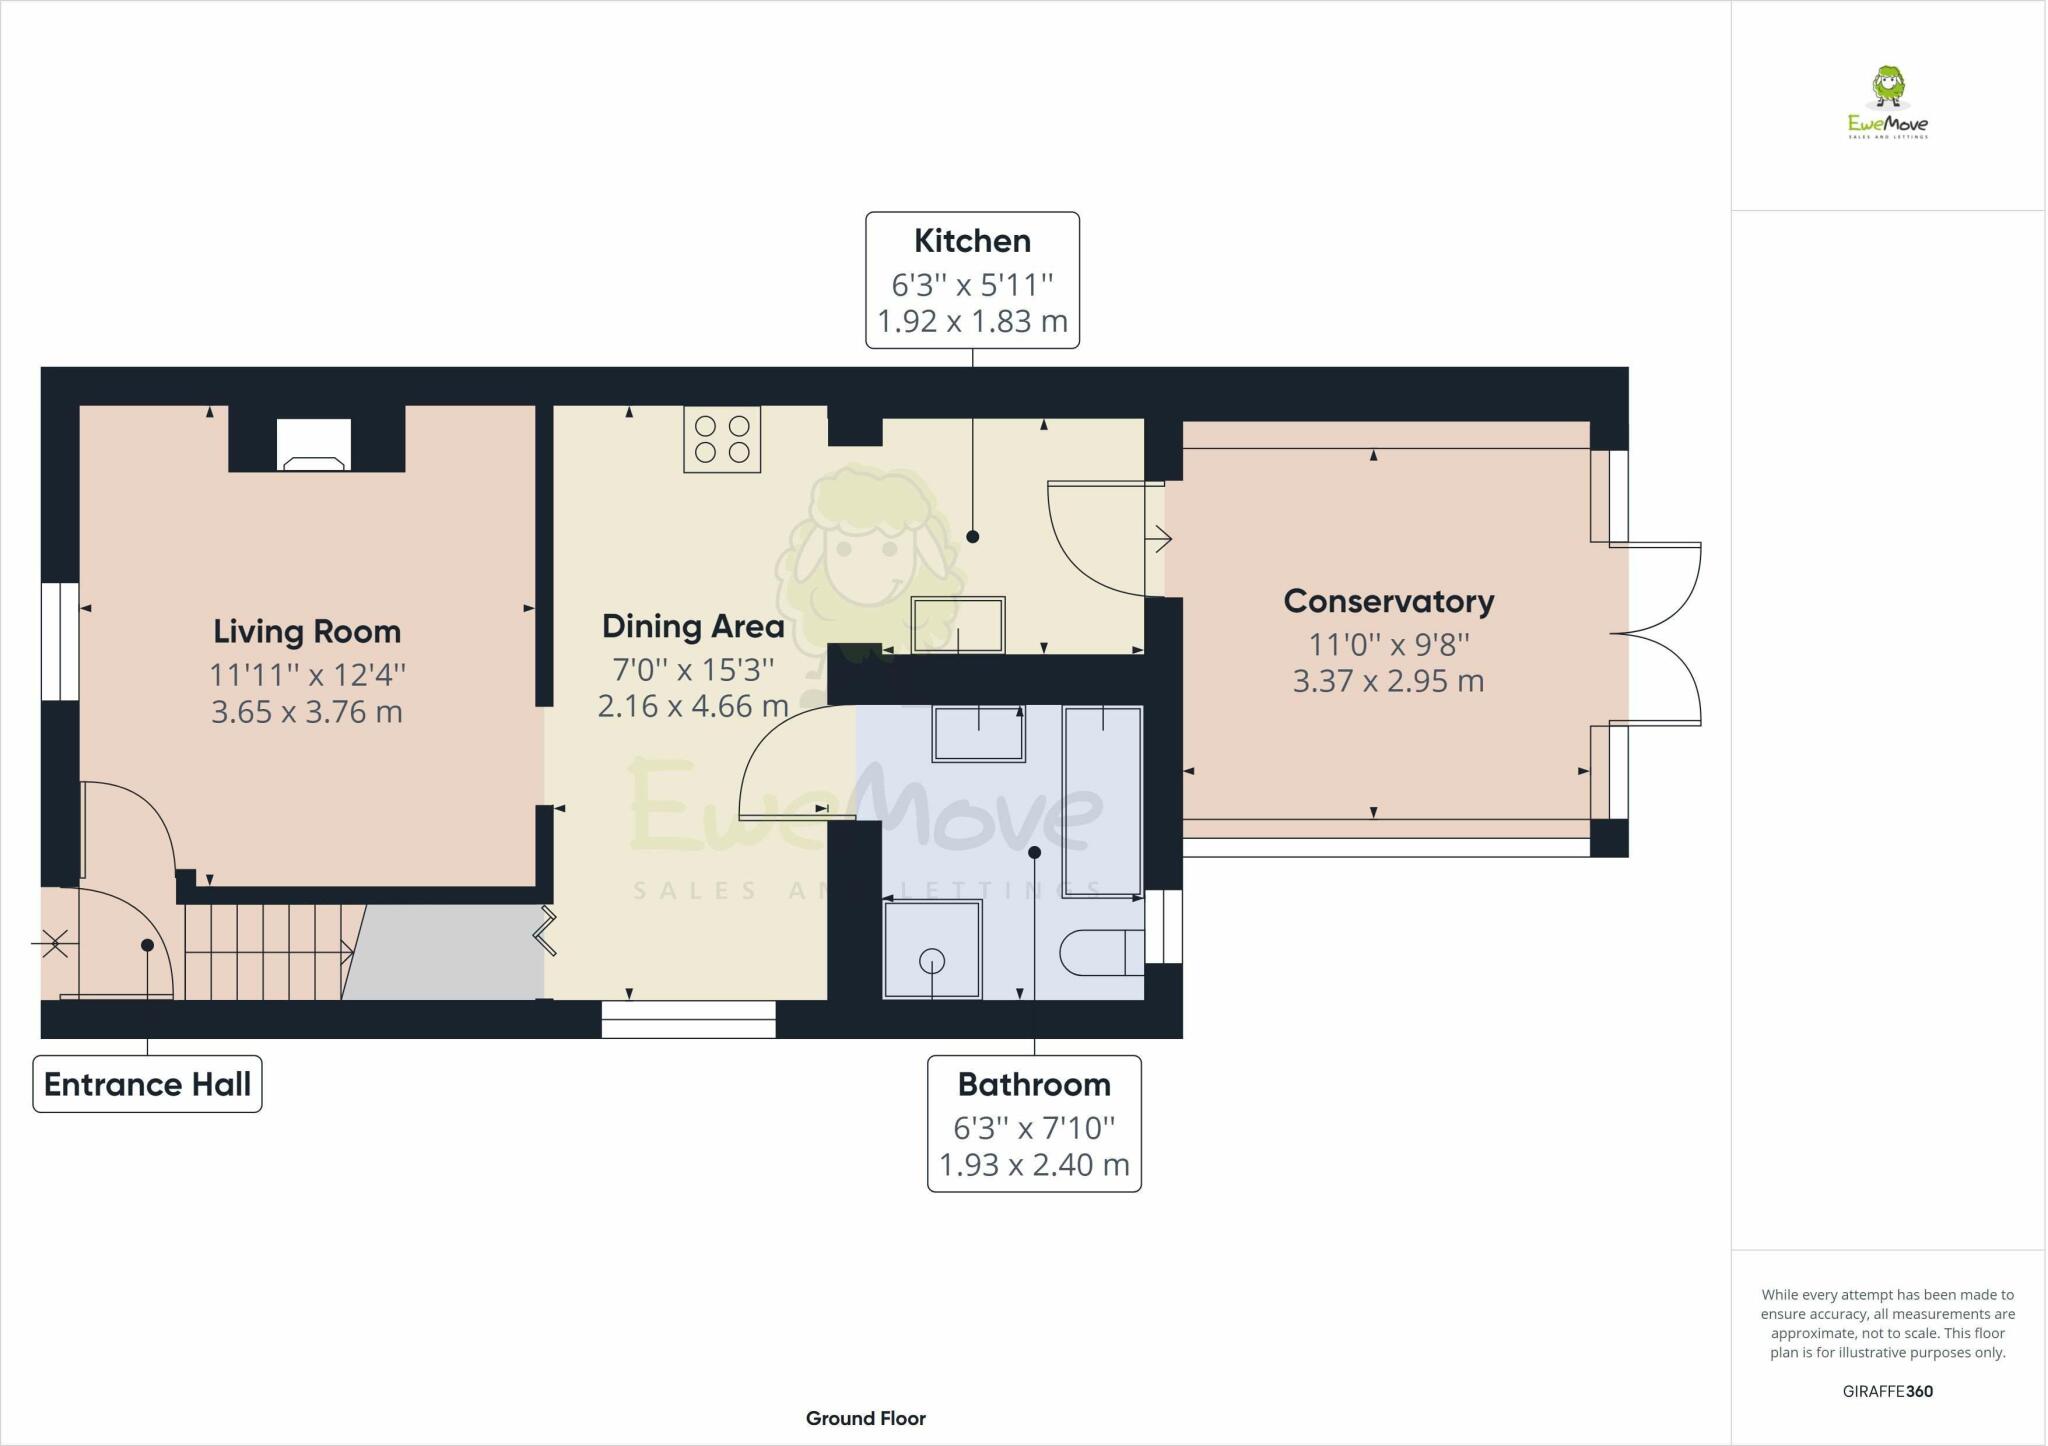 EweMove
SALES AND LETTINGS
Kitchen
6'3'' x 5'11''
1.92 x 1.83 m
Living Room
11'11'' x 12'4''
3.65 x 3.76 m
Dining Area
7'0'' x 15'3''
2.16 x 4.66 m
Conservatory
11'0'' x 9'8''
3.37 x 2.95 m
EweMove
SALES AND LETTINGS
Entrance Hall
Bathroom
6'3'' x 7'10''
1.93 x 2.40 m
While every attempt has been made to
ensure accuracy, all measurements are
approximate, not to scale. This floor
plan is for illustrative purposes only.
GIRAFFE360
Ground Floor